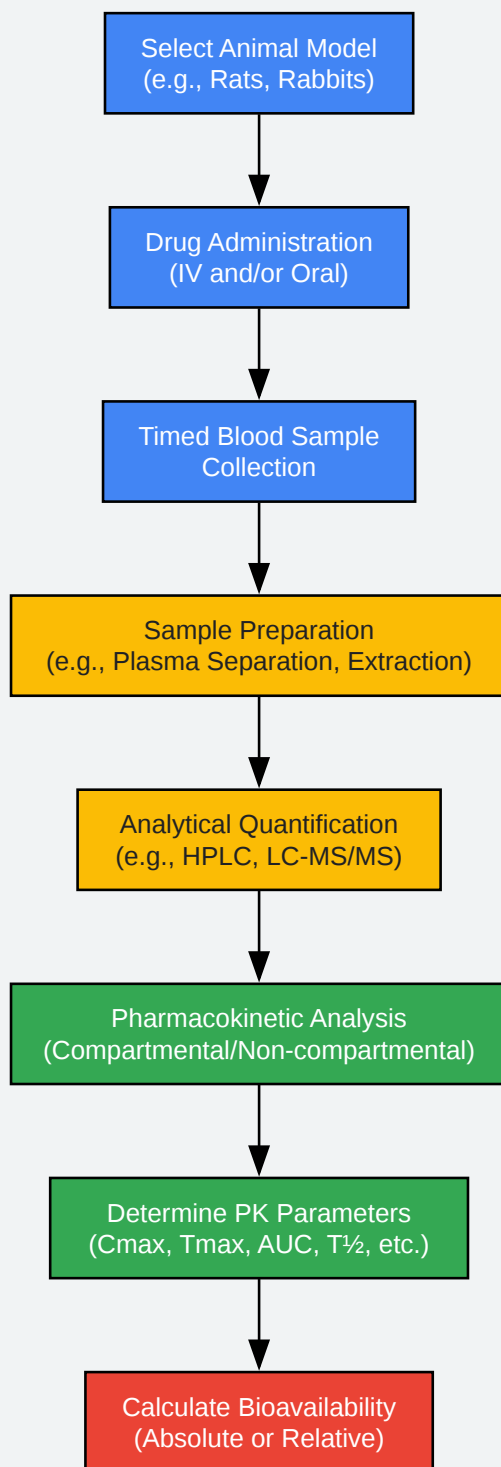 Select Animal Model
(e.g., Rats, Rabbits)
Drug Administration
(IV and/or Oral)
Timed Blood Sample
Collection
Sample Preparation
(e.g., Plasma Separation, Extraction)
Analytical Quantification
(e.g., HPLC, LC-MS/MS)
Pharmacokinetic Analysis
(Compartmental/Non-compartmental)
Determine PK Parameters
(Cmax, Tmax, AUC, T½, etc.)
Calculate Bioavailability
(Absolute or Relative)